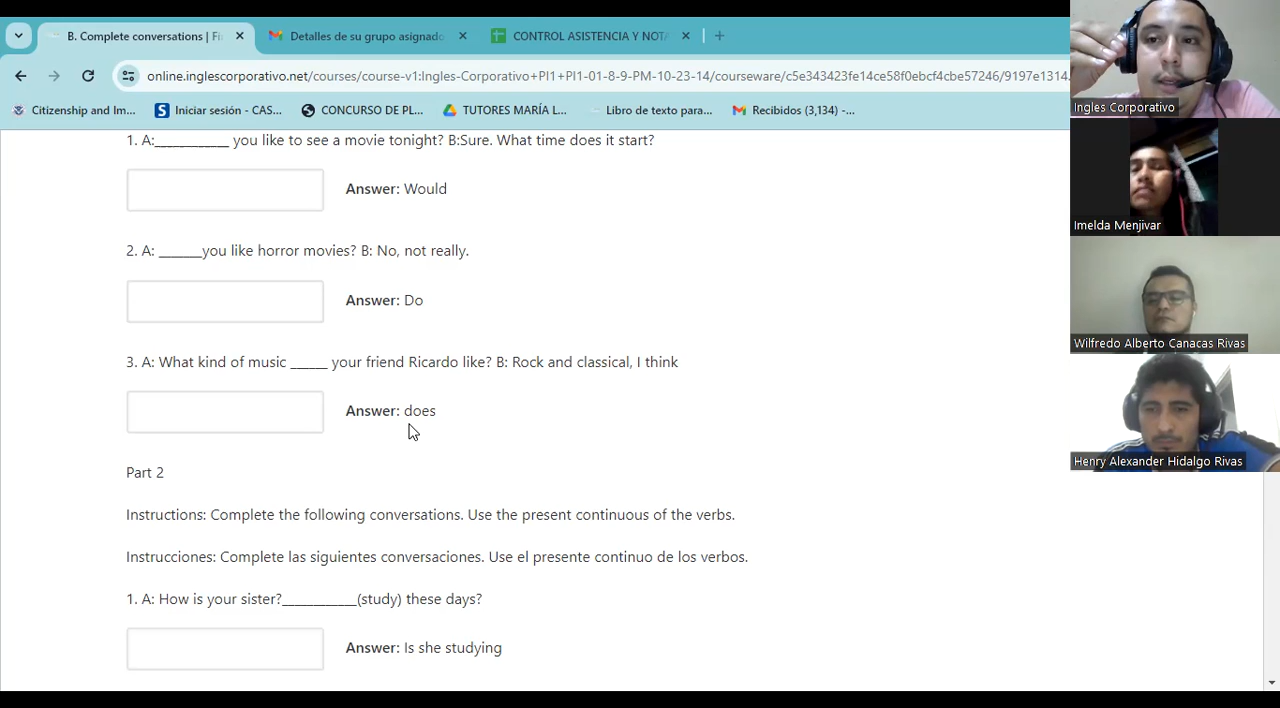 B. Complete conversations | Fi
Detalles de su grupo asignado
CONTROL ASISTENCIA Y NOTA
online.inglescorporativo.net/courses/course-v1:Ingles-Corporativo+PI1+PI1-01-8-9-PM-10-23-14/courseware/c5e343423fe14ce58f0ebcf4cbe57246/9197e1314.
Citizenship and Im...
Iniciar sesión - CAS...
CONCURSO DE PL...
TUTORES MARÍA L...
Libro de texto para...
Recibidos (3,134) -...
1. A:____________ you like to see a movie tonight? B:Sure. What time does it start?
Answer: Would
2. A: ______you like horror movies? B: No, not really.
Answer: Do
3. A: What kind of music _____ your friend Ricardo like? B: Rock and classical, I think
Answer: does
Part 2
Instructions: Complete the following conversations. Use the present continuous of the verbs.
Instrucciones: Complete las siguientes conversaciones. Use el presente continuo de los verbos.
1. A: How is your sister?____________(study) these days?
Answer: Is she studying
Ingles Corporativo
Imelda Menjivar
Wilfredo Alberto Canacas Rivas
Henry Alexander Hidalgo Rivas